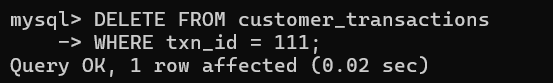 mysql> DELETE FROM customer_transactions
    -> WHERE txn_id = 111;
Query OK, 1 row affected (0.02 sec)